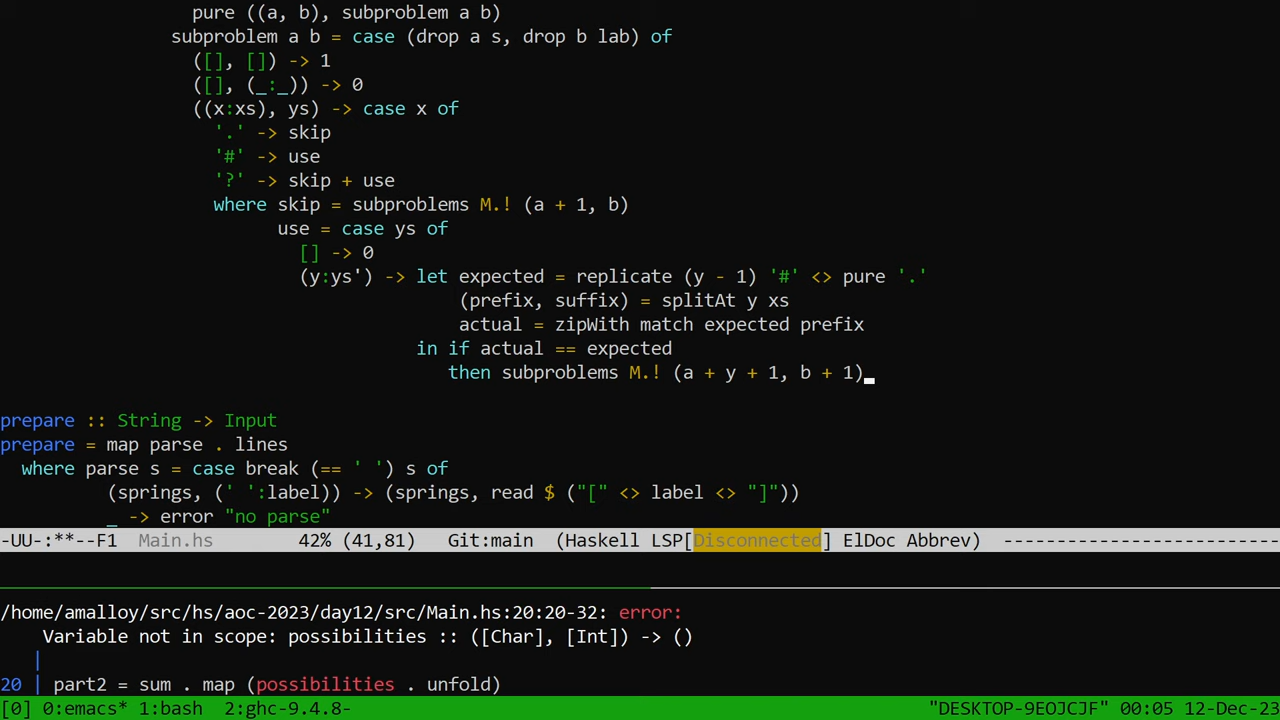 pure ((a, b), subproblem a b)
subproblem a b = case (drop a s, drop b lab) of
([], []) -> 1
([], (_:_)) -> 0
((x:xs), ys) -> case x of
'.' -> skip
'#' -> use
'?' -> skip + use
where skip = subproblems M.! (a + 1, b)
use = case ys of
[] -> 0
(y:ys') -> let expected = replicate (y - 1) '#' <> pure '.'
(prefix, suffix) = splitAt y xs
actual = zipWith match expected prefix
in if actual == expected
then subproblems M.! (a + y + 1, b + 1)
prepare :: String -> Input
prepare = map parse . lines
where parse s = case break (== ' ') s of
(springs, (' ':label)) -> (springs, read $ ("[" <> label <> "]"))
_ -> error "no parse"
-UU-:**--F1  Main.hs        42% (41,81)    Git:main  (Haskell LSP[Disconnected] ElDoc Abbrev) ---------------------------
/home/amalloy/src/hs/aoc-2023/day12/src/Main.hs:20:20-32: error:
Variable not in scope: possibilities :: ([Char], [Int]) -> ()
|
20 | part2 = sum . map (possibilities . unfold)
[0] 0:emacs* 1:bash  2:ghc-9.4.8-    "DESKTOP-9EOJCJF" 00:05 12-Dec-23